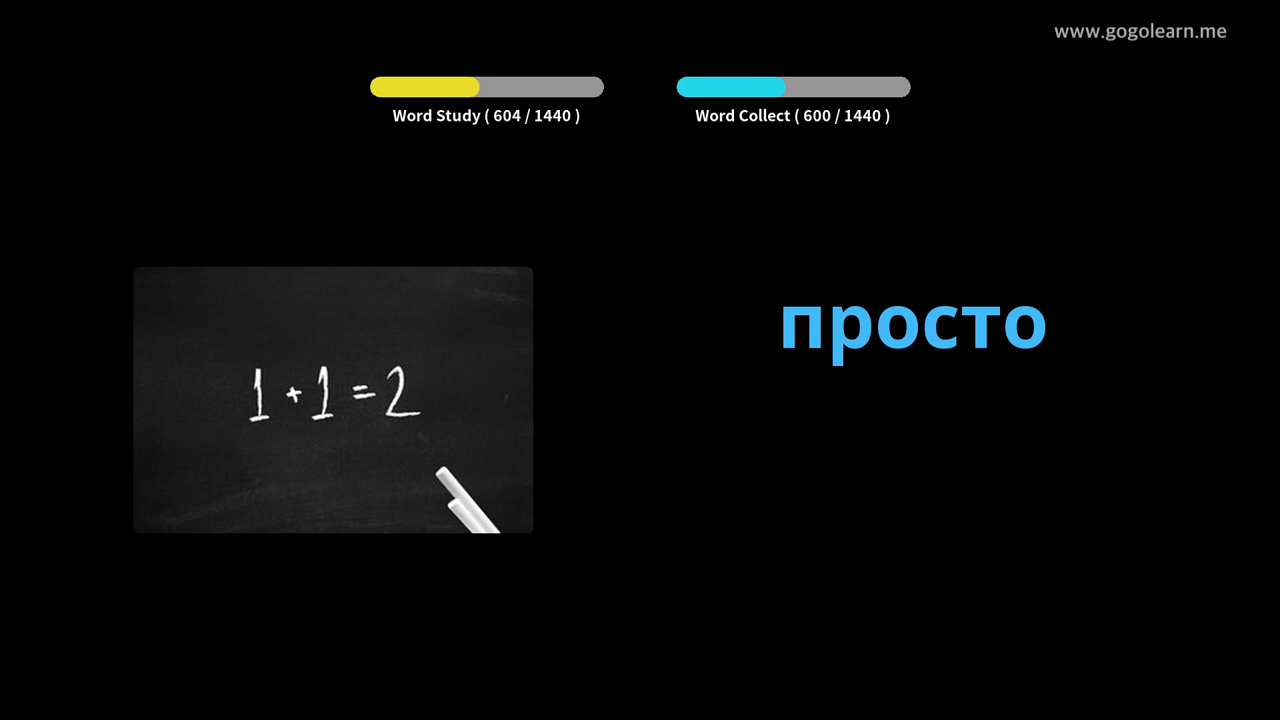 www.gogolearn.me
Word Study ( 604 / 1440 )
Word Collect ( 600 / 1440 )
1 + 1 = 2
просто